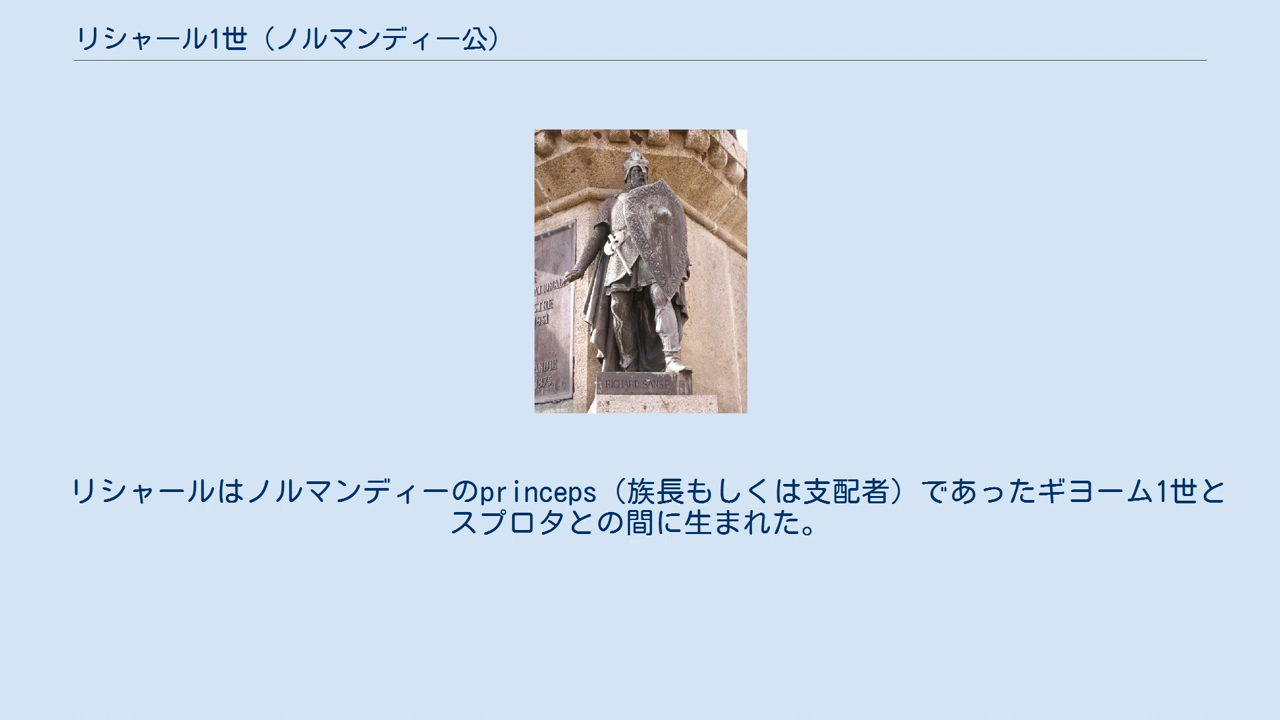 リシャール1世（ノルマンディー公）
RICHARD SANS
リシャールはノルマンディーのprinceps（族長もしくは支配者）であったギヨーム1世と
スプロタとの間に生まれた。